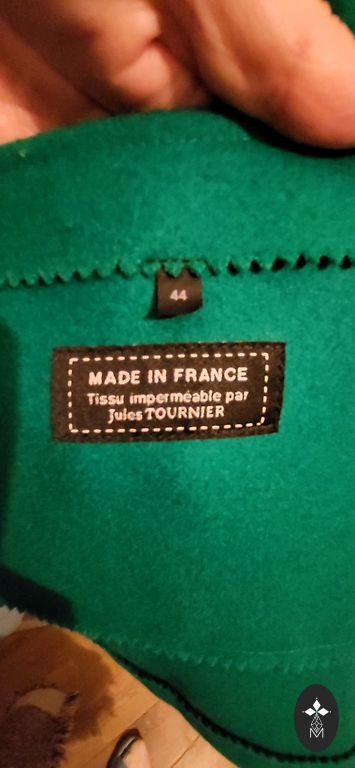 44
MADE IN FRANCE
Tissu imperméable par
Jules TOURNIER
M